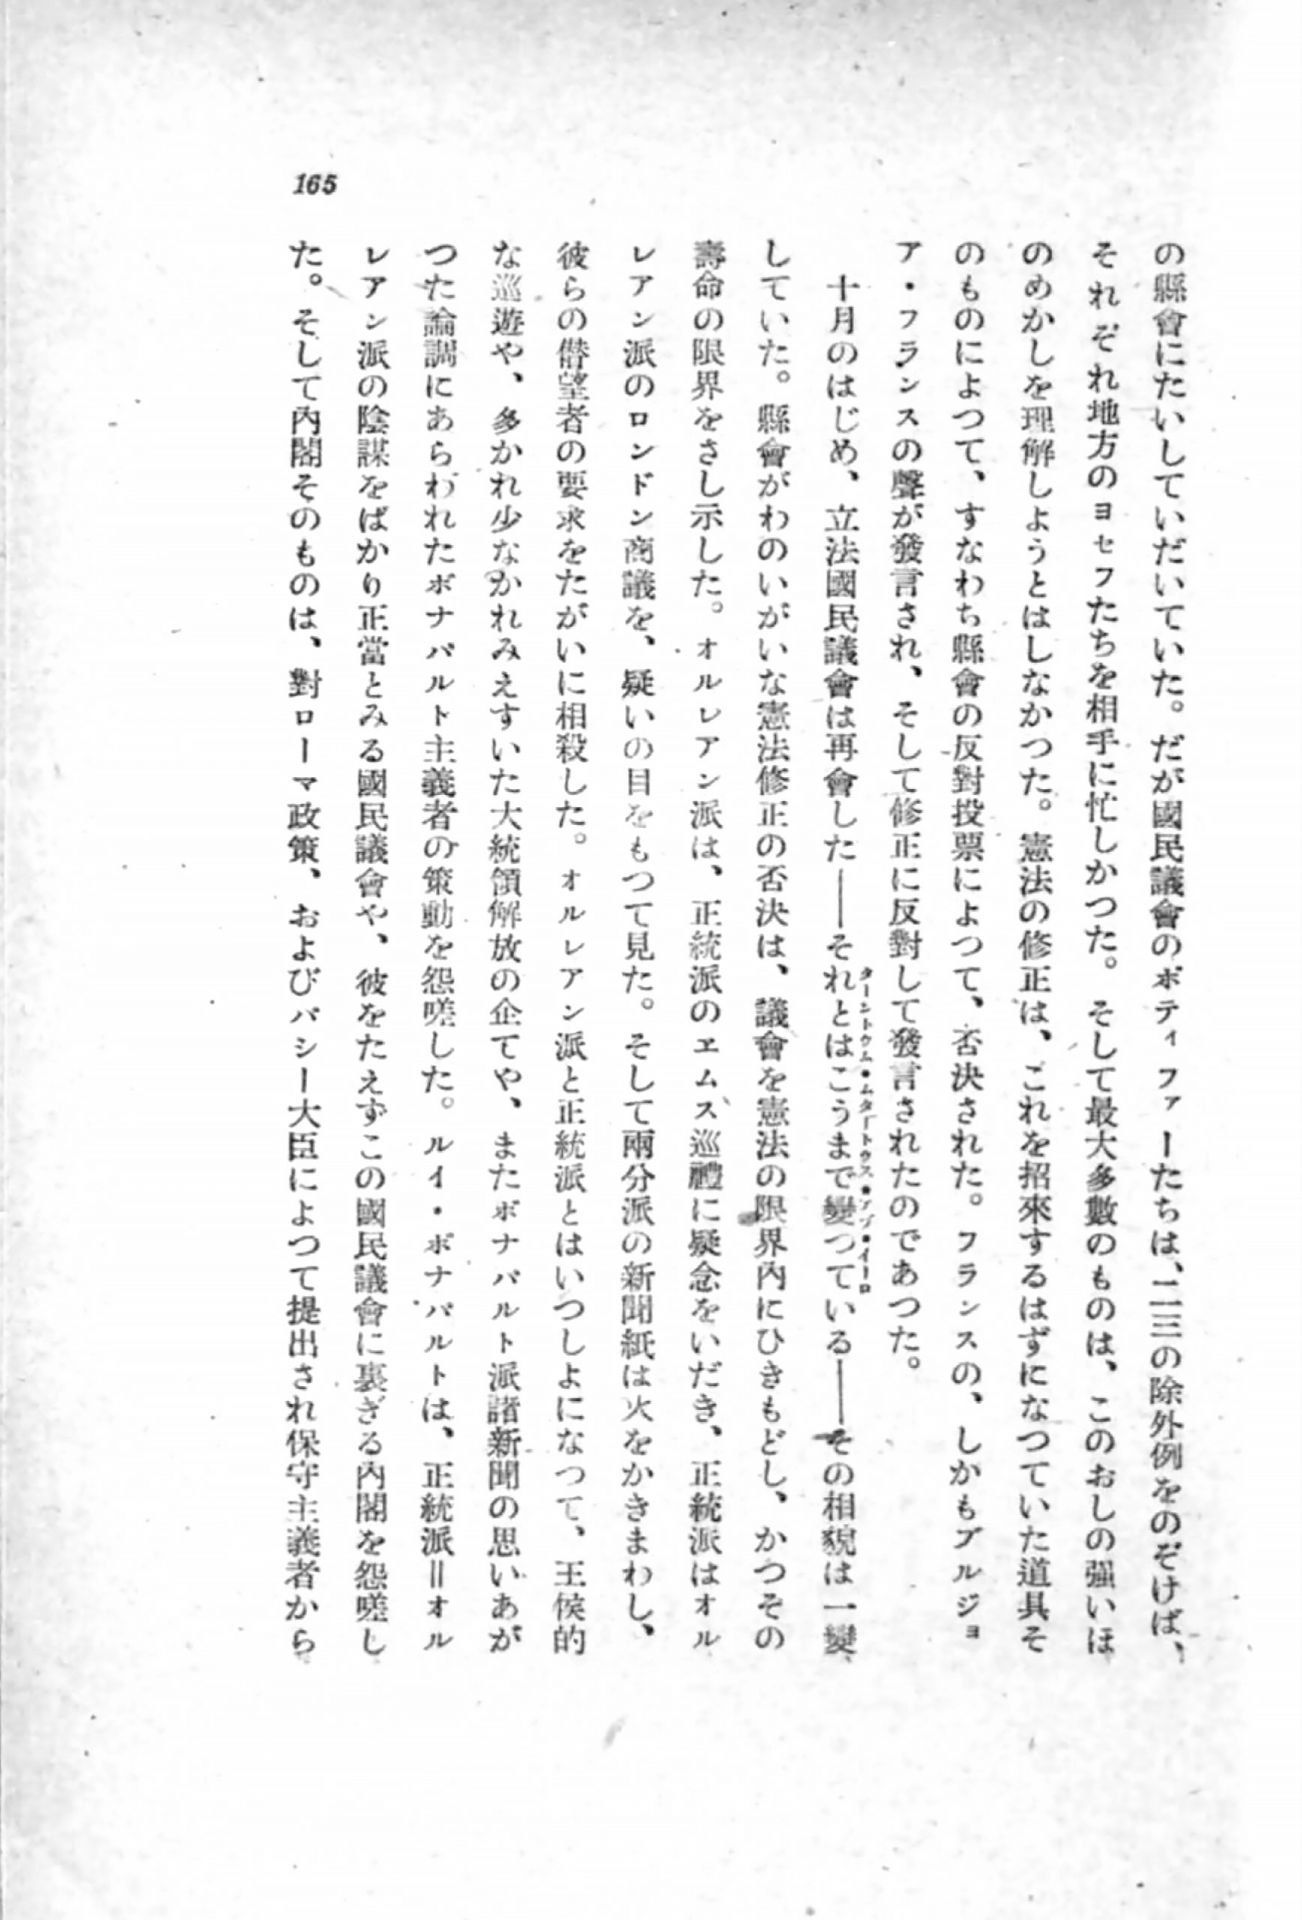 165
の縣會にたいしていだいていた。だが國民議會のポティファーたちは、二三の除外例をのぞけば、
それぞれ地方のヨセフたちを相手に忙しかつた。そして最大多數のものは、このおしの强いほ
のめかしを理解しようとはしなかつた。憲法の修正は、これを招來するはずになつていた道具そ
のものによつて、すなわち縣會の反對投票によつて、否決された。フランスの、しかもブルジョ
ア・フランスの聲が發言され、そして修正に反對して發言されたのであつた。
十月のはじめ、立法國民議會は再會した――それとはこうまで變つている――その相貌は一變
ターントウム・ムタートウス・アブ・イーロ
していた。縣會がわのいがいな憲法修正の否決は、議會を憲法の限界內にひきもどし、かつその
壽命の限界をさし示した。オルレアン派は、正統派のエムス巡禮に疑念をいだき、正統派はオル
レアン派のロンドン商議を、疑いの目をもつて見た。そして兩分派の新聞紙は火をかきまわし、
彼らの僭望者の要求をたがいに相殺した。オルレアン派と正統派とはいつしよになつて、王侯的
な巡遊や、多かれ少なかれみえすいた大統領解放の企てや、またボナパルト派諸新聞の思いあが
つた論調にあらわれたボナパルト主義者の策動を怨嗟した。ルイ・ボナパルトは、正統派＝オル
レアン派の陰謀をばかり正當とみる國民議會や、彼をたえずこの國民議會に裏ぎる內閣を怨嗟し
た。そして內閣そのものは、對ローマ政策、およびパシー大臣によつて提出され保守主義者から